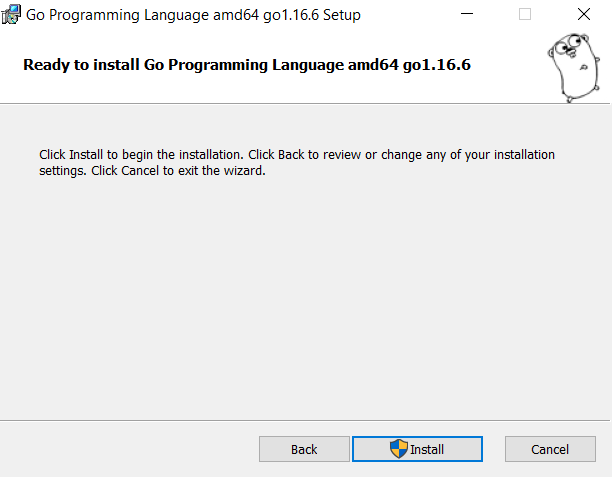 Go Programming Language amd64 go1.16.6 Setup
Ready to install Go Programming Language amd64 go1.16.6
Click Install to begin the installation. Click Back to review or change any of your installation
settings. Click Cancel to exit the wizard.
Back
Install
Cancel